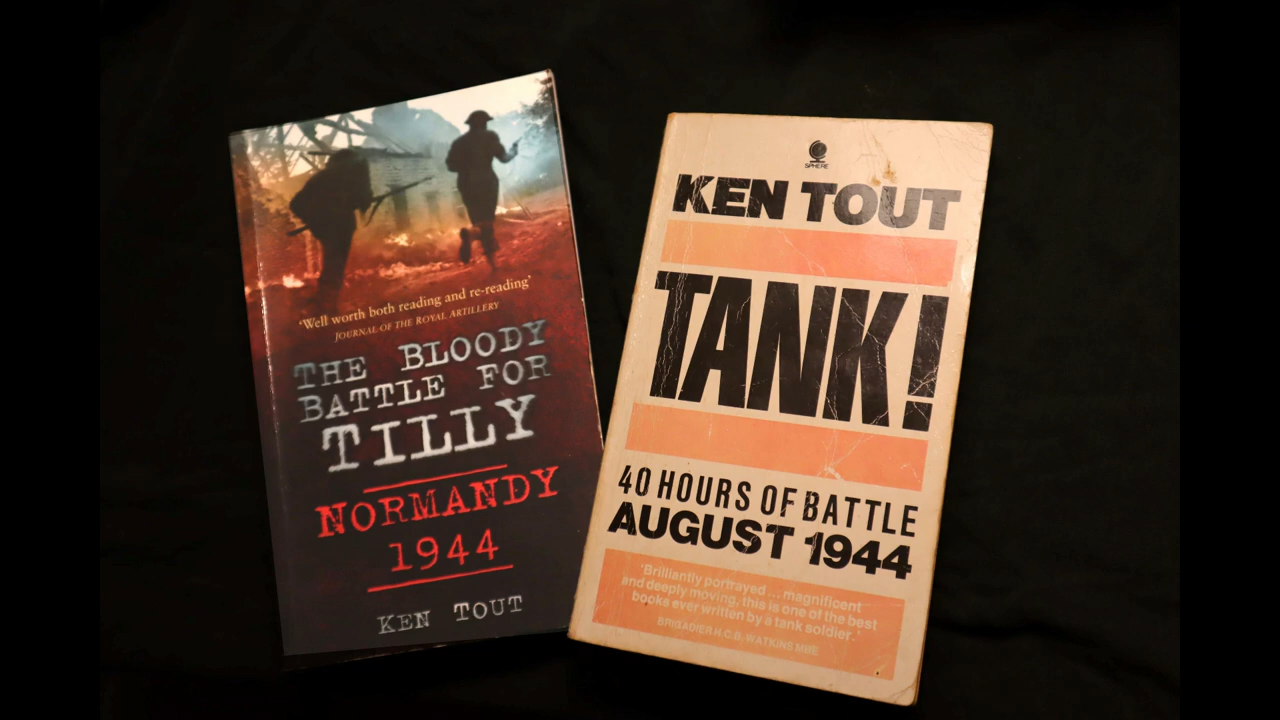 'Well worth both reading and re-reading'
JOURNAL OF THE ROYAL ARTILLERY
THE BLOODY
BATTLE FOR
TILLY
NORMANDY
1944
KEN TOUT
SPHERE
KEN TOUT
TANK!
40 HOURS OF BATTLE
AUGUST 1944
'Brilliantly portrayed... magnificent
and deeply moving, this is one of the best
books ever written by a tank soldier.'
BRIGADIER H.C.B. WATKINS MBE